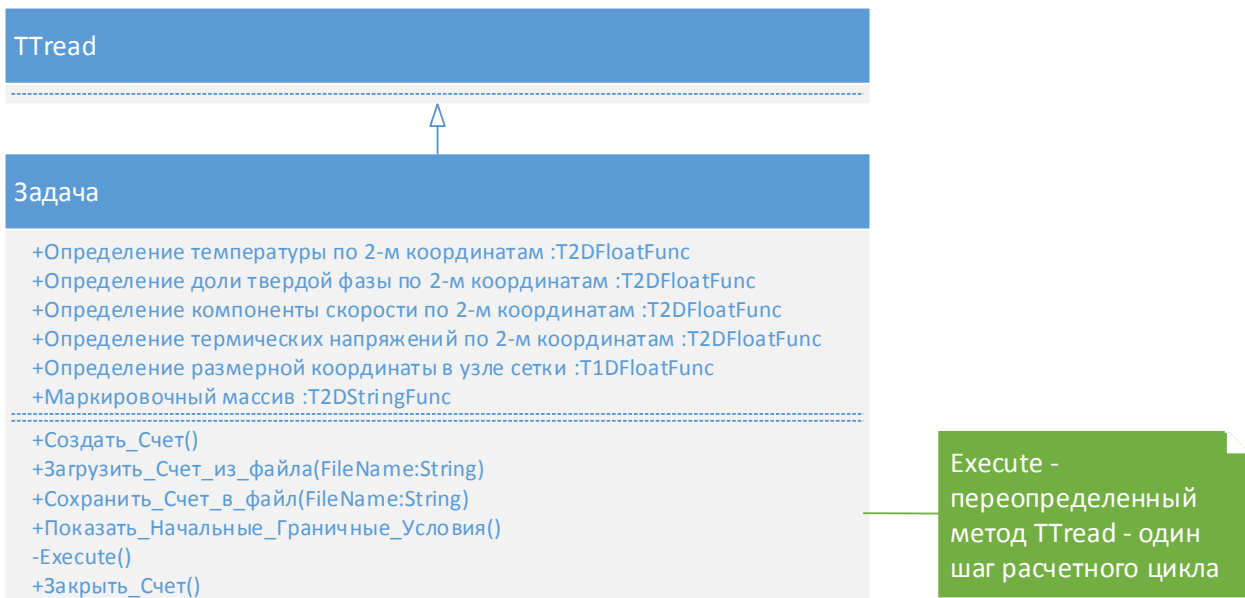 TTread
Задача
+Определение температуры по 2-м координатам :T2DFloatFunc
+Определение доли твердой фазы по 2-м координатам :T2DFloatFunc
+Определение компоненты скорости по 2-м координатам :T2DFloatFunc
+Определение термических напряжений по 2-м координатам :T2DFloatFunc
+Определение размерной координаты в узле сетки :T1DFloatFunc
+Маркировочный массив :T2DStringFunc
+Создать_Счет()
+Загрузить_Счет_из_файла(FileName:String)
+Сохранить_Счет_в_файл(FileName:String)
+Показать_Начальные_Граничные_Условия()
-Execute()
+Закрыть_Счет()
Execute -
переопределенный
метод TTread - один
шаг расчетного цикла